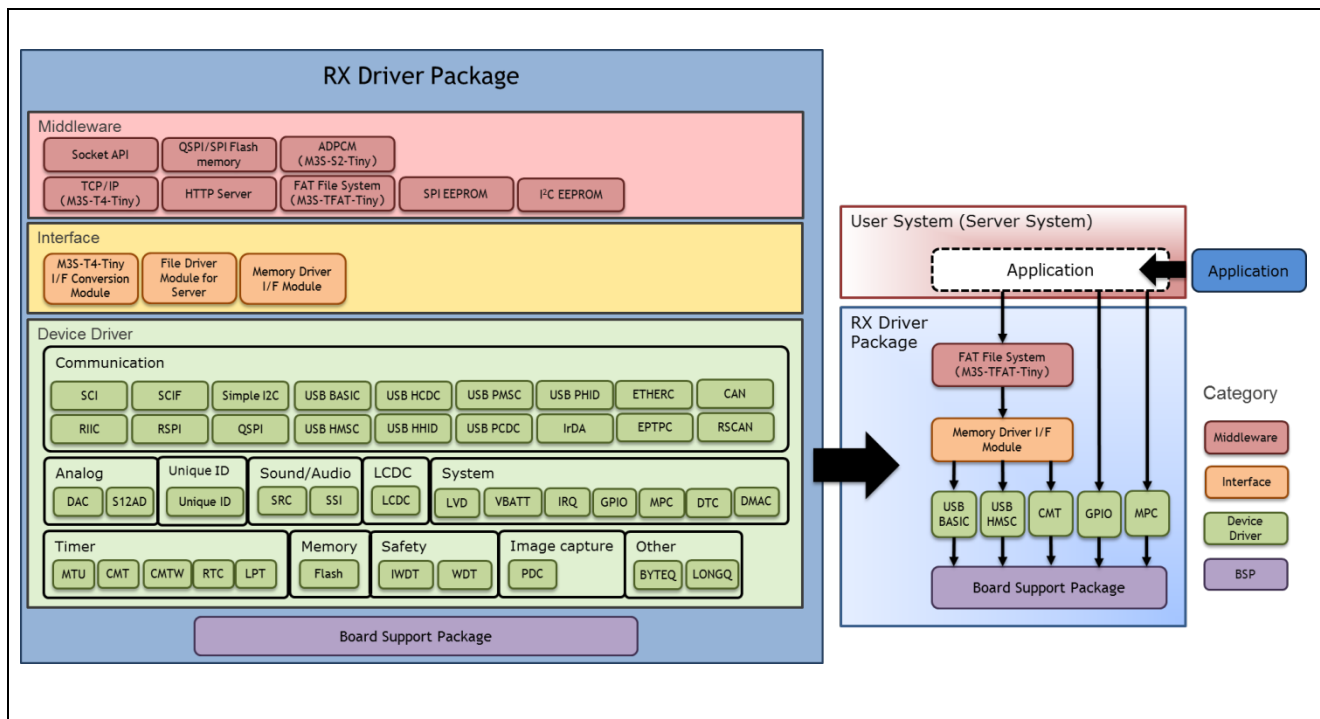 RX Driver Package
Middleware
Socket API
QSPI/SPI Flash
memory
ADPCM
(M3S-S2-Tiny)
TCP/IP
(M3S-T4-Tiny)
HTTP Server
FAT File System
(M3S-TFAT-Tiny)
SPI EEPROM
I²C EEPROM
Interface
M3S-T4-Tiny
I/F Conversion
Module
File Driver
Module for
Server
Memory Driver
I/F Module
Device Driver
Communication
SCI
SCIF
Simple I2C
USB BASIC
USB HCDC
USB PMSC
USB PHID
ETHERC
CAN
RIIC
RSPI
QSPI
USB HMSC
USB HHID
USB PCDC
IrDA
EPTPC
RSCAN
Analog
DAC
S12AD
Unique ID
Unique ID
Sound/Audio
SRC
SSI
LCDC
LCDC
System
LVD
VBATT
IRQ
GPIO
MPC
DTC
DMAC
Timer
MTU
CMT
CMTW
RTC
LPT
Memory
Flash
Safety
IWDT
WDT
Image capture
PDC
Other
BYTEQ
LONGQ
Board Support Package
User System (Server System)
Application
Application
RX Driver
Package
FAT File System
(M3S-TFAT-Tiny)
Memory Driver I/F
Module
USB
BASIC
USB
HMSC
CMT
GPIO
MPC
Board Support Package
Category
Middleware
Interface
Device
Driver
BSP